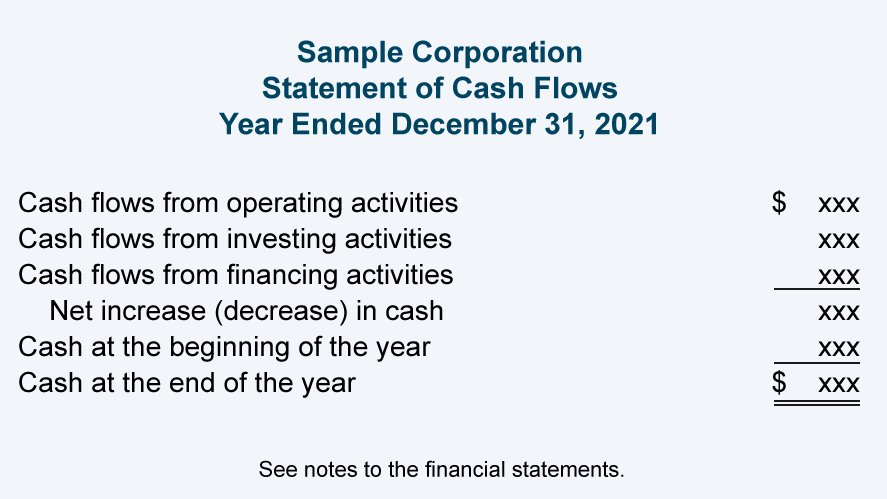 Sample Corporation
Statement of Cash Flows
Year Ended December 31, 2021
Cash flows from operating activities $ xxx
Cash flows from investing activities xxx
Cash flows from financing activities xxx
Net increase (decrease) in cash xxx
Cash at the beginning of the year xxx
Cash at the end of the year $ xxx
See notes to the financial statements.